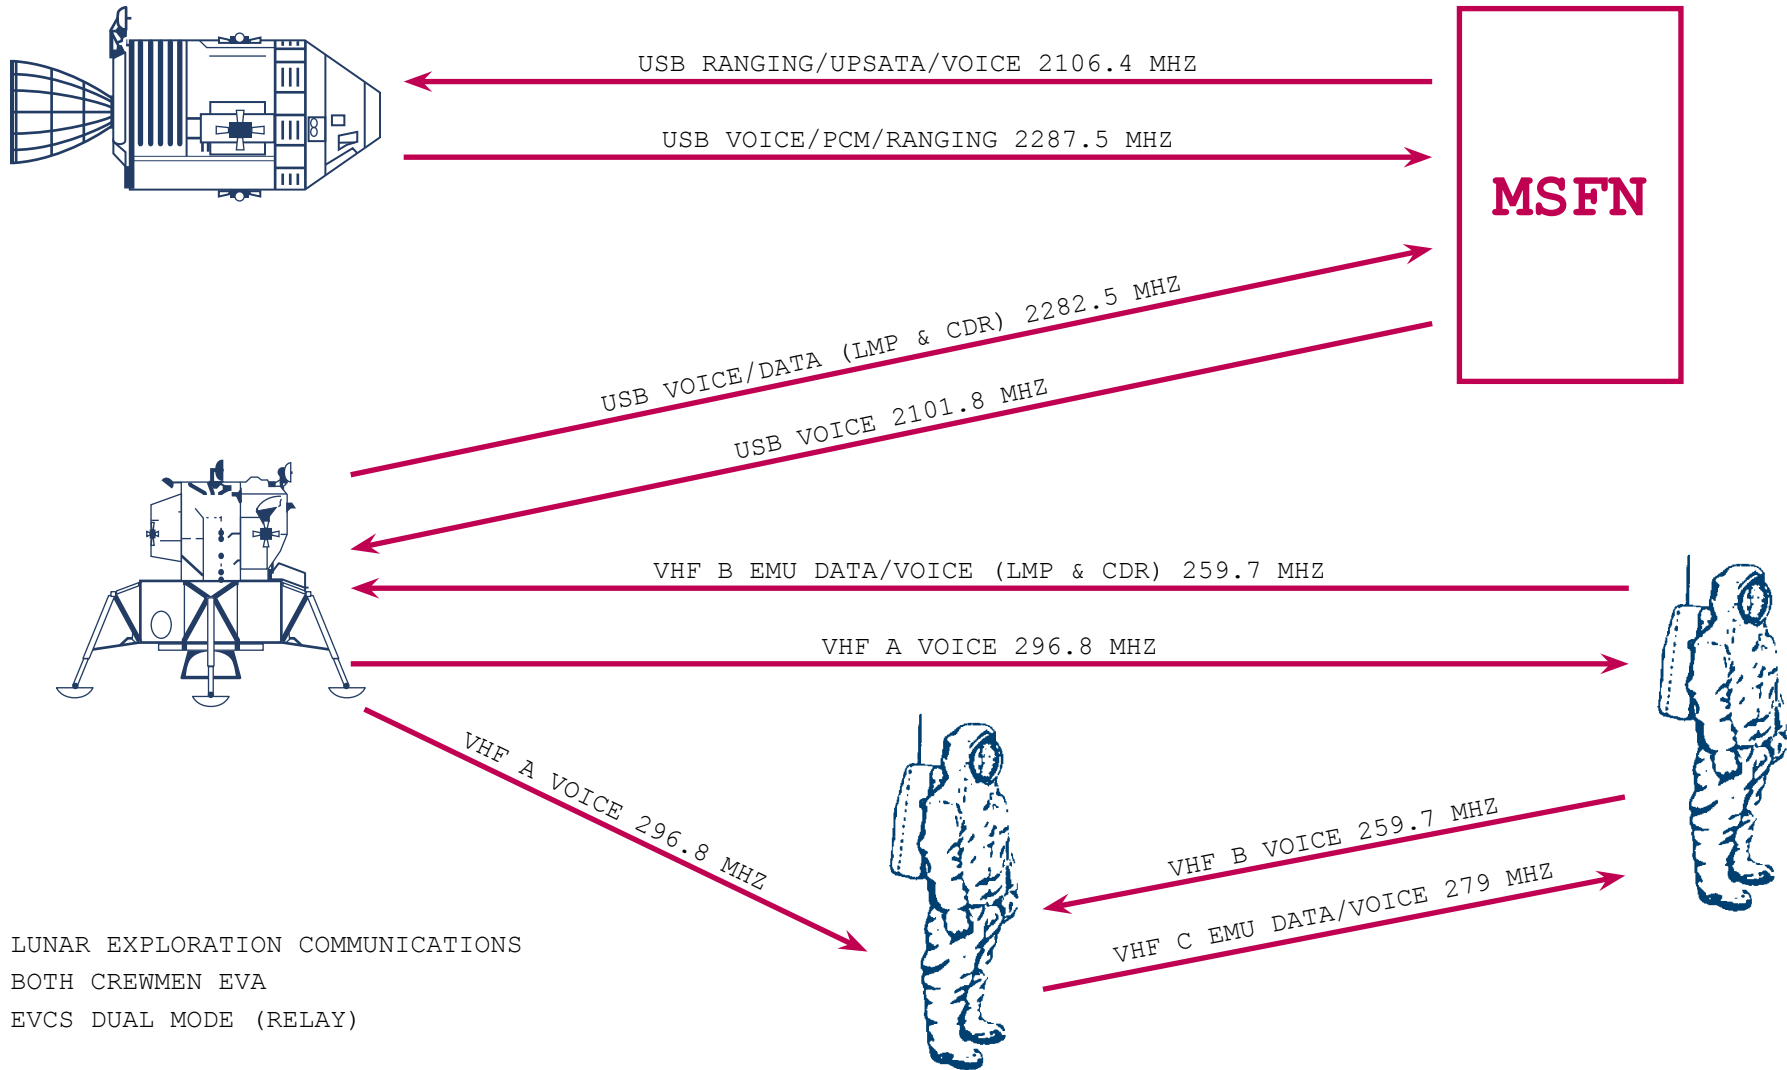 USB RANGING/UPSATA/VOICE 2106.4 MHZ
USB VOICE/PCM/RANGING 2287.5 MHZ
MSFN
USB VOICE/DATA (LMP & CDR) 2282.5 MHZ
USB VOICE 2101.8 MHZ
VHF B EMU DATA/VOICE (LMP & CDR) 259.7 MHZ
VHF A VOICE 296.8 MHZ
VHF A VOICE 296.8 MHZ
VHF B VOICE 259.7 MHZ
VHF C EMU DATA/VOICE 279 MHZ
LUNAR EXPLORATION COMMUNICATIONS
BOTH CREWMEN EVA
EVCS DUAL MODE (RELAY)